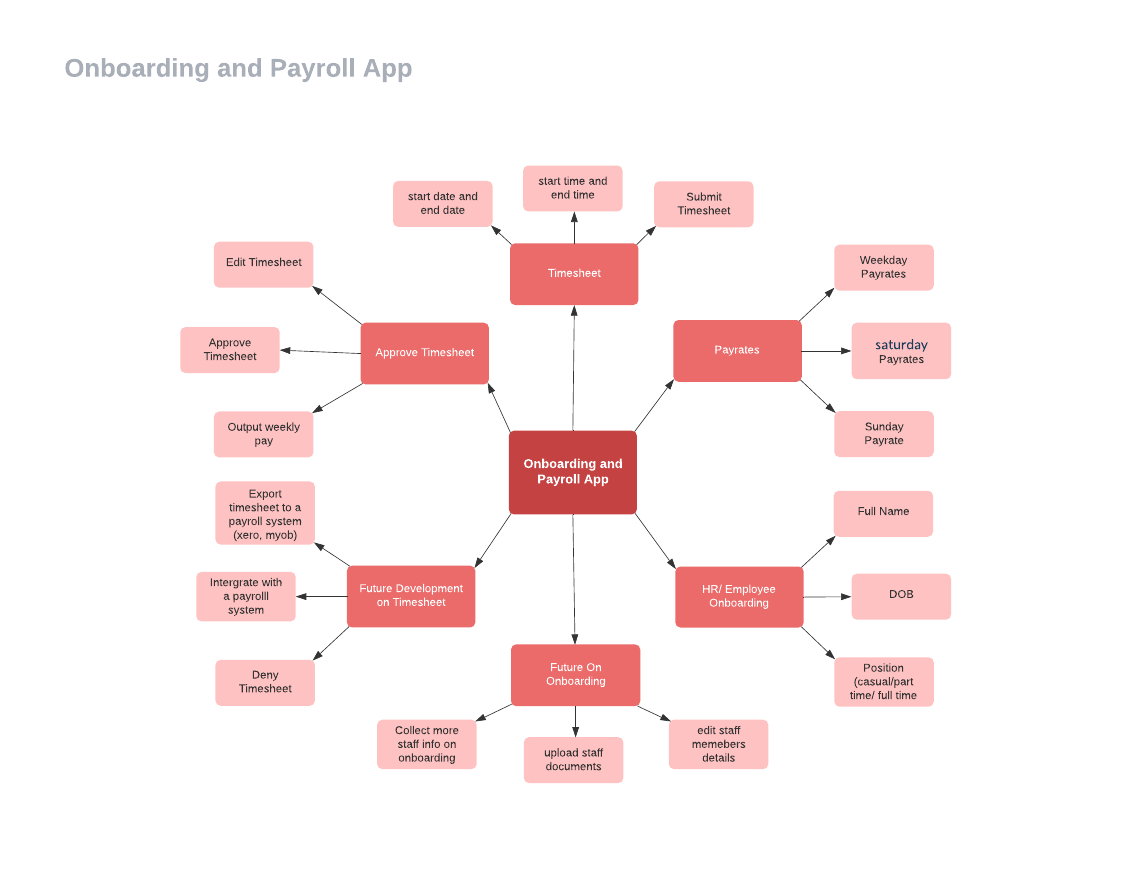 Onboarding and Payroll App
start date and
end date
start time and
end time
Submit
Timesheet
Timesheet
Edit Timesheet
Approve
Timesheet
Output weekly
pay
Approve Timesheet
Weekday
Payrates
saturday
Payrates
Sunday
Payrate
Payrates
Onboarding and
Payroll App
Export
timesheet to a
payroll system
(xero, myob)
Intergrate with
a payrolll
system
Deny
Timesheet
Future Development
on Timesheet
HR/ Employee
Onboarding
Full Name
DOB
Position
(casual/part
time/ full time
Future On
Onboarding
Collect more
staff info on
onboarding
upload staff
documents
edit staff
memebers
details